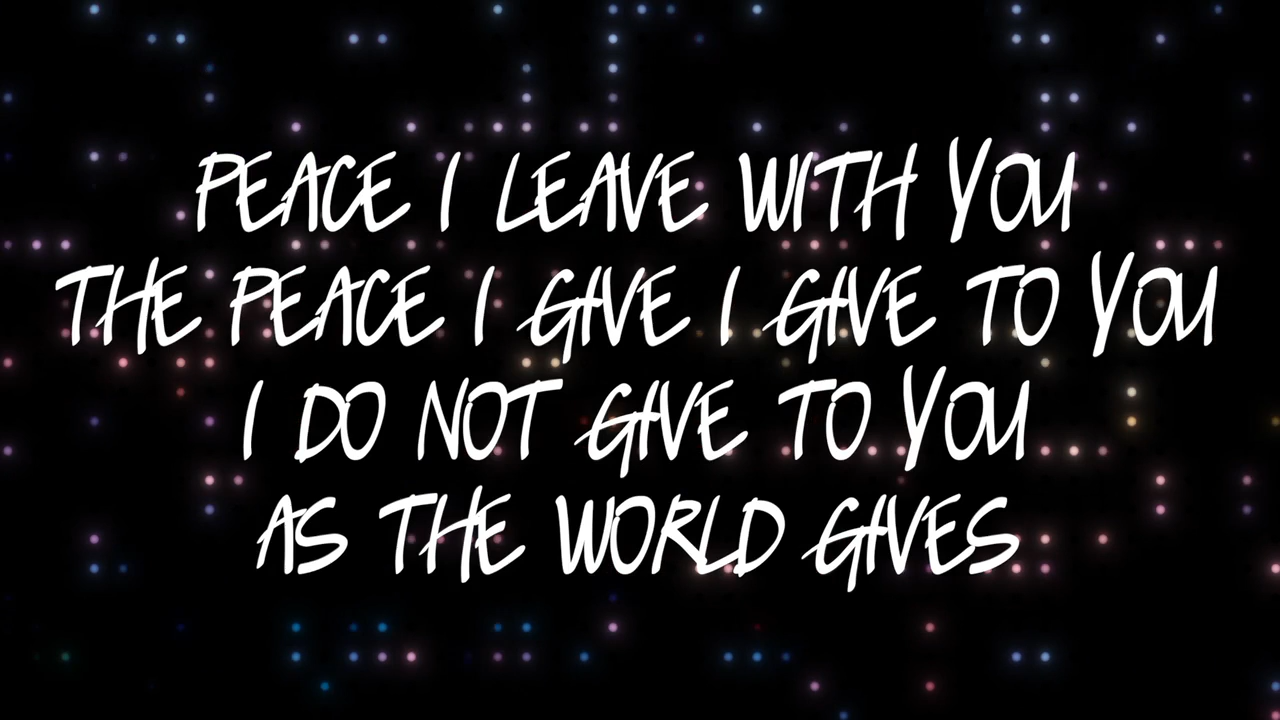 PEACE I LEAVE WITH YOU
THE PEACE I GIVE I GIVE TO YOU
I DO NOT GIVE TO YOU
AS THE WORLD GIVES